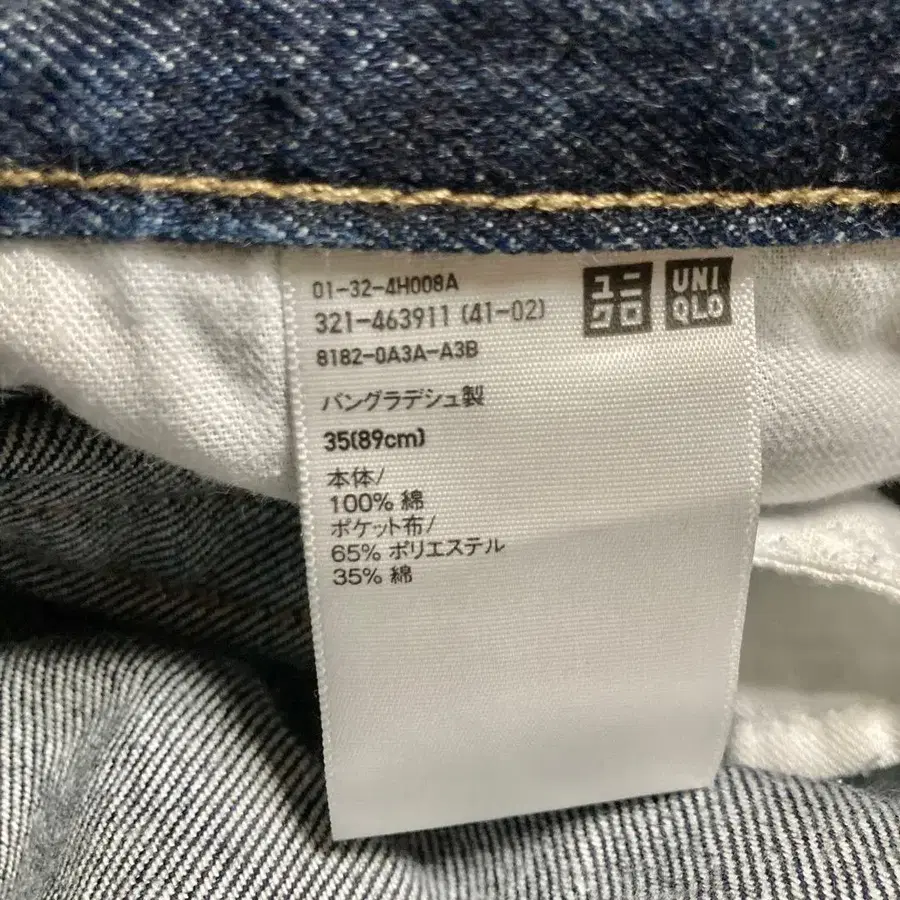 01-32-4H008A
321-463911 (41-02)
8182-0A3A-A3B
ユニクロ
UNIQLO
バングラデシュ製
35(89cm)
本体/
100% 綿
ポケット布/
65% ポリエステル
35% 綿